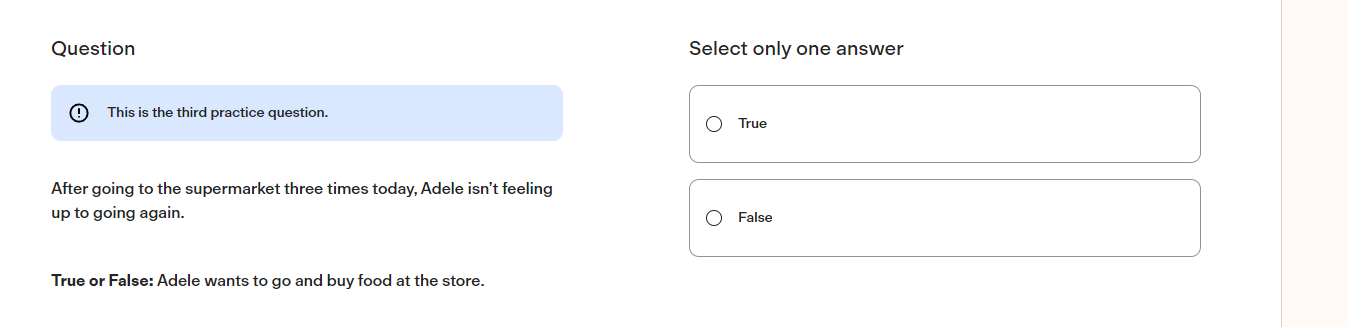 Question
This is the third practice question.
After going to the supermarket three times today, Adele isn't feeling
up to going again.
True or False: Adele wants to go and buy food at the store.
Select only one answer
True
False